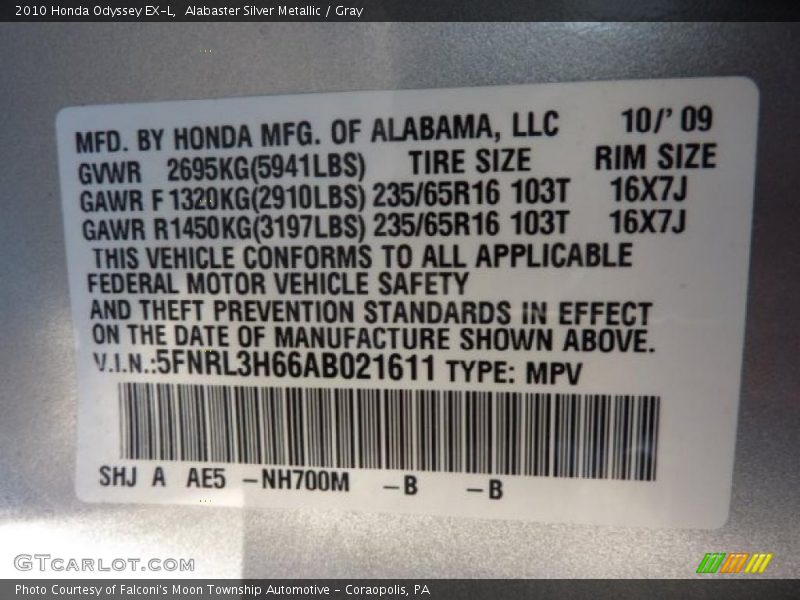 2010 Honda Odyssey EX-L,  Alabaster Silver Metallic / Gray
MFD. BY HONDA MFG. OF ALABAMA, LLC 10/' 09
GVWR 2695KG(5941LBS) TIRE SIZE RIM SIZE
GAWR F 1320KG(2910LBS) 235/65R16 103T 16X7J
GAWR R1450KG(3197LBS) 235/65R16 103T 16X7J
THIS VEHICLE CONFORMS TO ALL APPLICABLE
FEDERAL MOTOR VEHICLE SAFETY
AND THEFT PREVENTION STANDARDS IN EFFECT
ON THE DATE OF MANUFACTURE SHOWN ABOVE.
V.I.N.:5FNRL3H66AB021611 TYPE: MPV
SHJ A AE5 -NH700M -B -B
GTCARLOT.COM
Photo Courtesy of Falconi's Moon Township Automotive - Coraopolis, PA